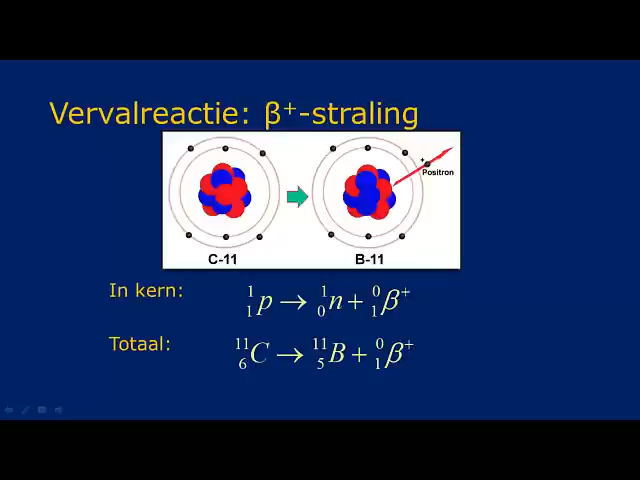 Vervalreactie: β⁺-straling
+
Positron
C-11
B-11
In kern: ¹₁p → ¹₀n + ⁰₁β⁺
Totaal: ¹¹₆C → ¹¹₅B + ⁰₁β⁺